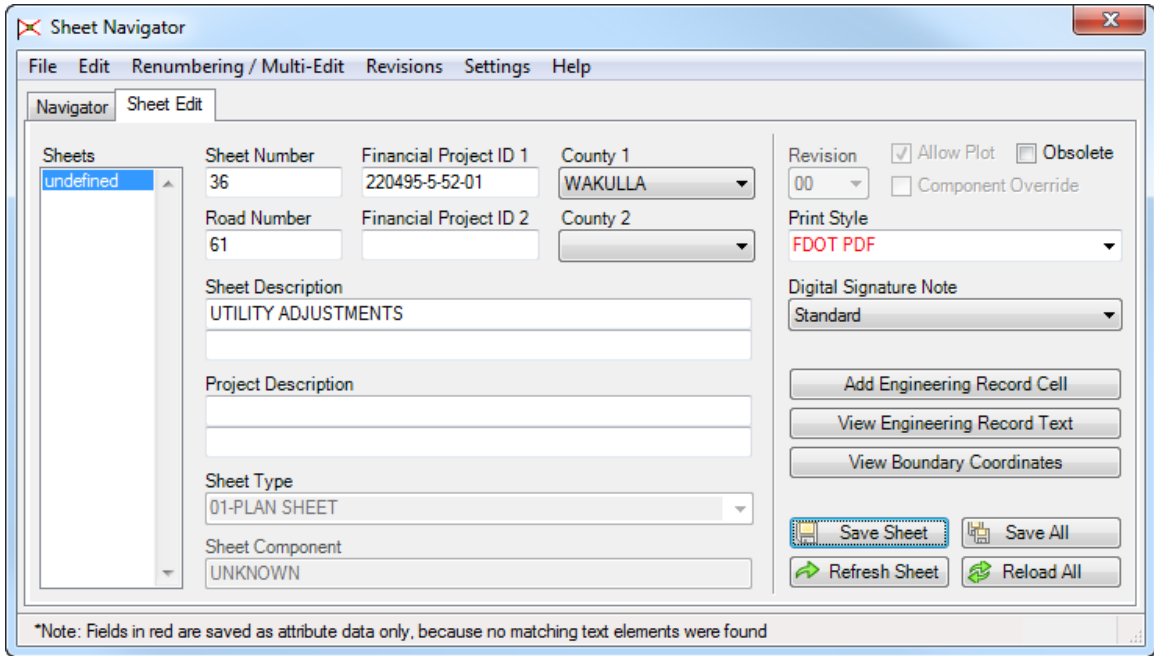 Sheet Navigator
x
File Edit Renumbering / Multi-Edit Revisions Settings Help
Navigator Sheet Edit
Sheets
undefined
Sheet Number Financial Project ID 1 County 1
36 220495-5-52-01 WAKULLA
Road Number Financial Project ID 2 County 2
61
Sheet Description
UTILITY ADJUSTMENTS
Project Description
Sheet Type
01-PLAN SHEET
Sheet Component
UNKNOWN
Revision Allow Plot Obsolete
00 Component Override
Print Style
FDOT PDF
Digital Signature Note
Standard
Add Engineering Record Cell
View Engineering Record Text
View Boundary Coordinates
Save Sheet Save All
Refresh Sheet Reload All
*Note: Fields in red are saved as attribute data only, because no matching text elements were found